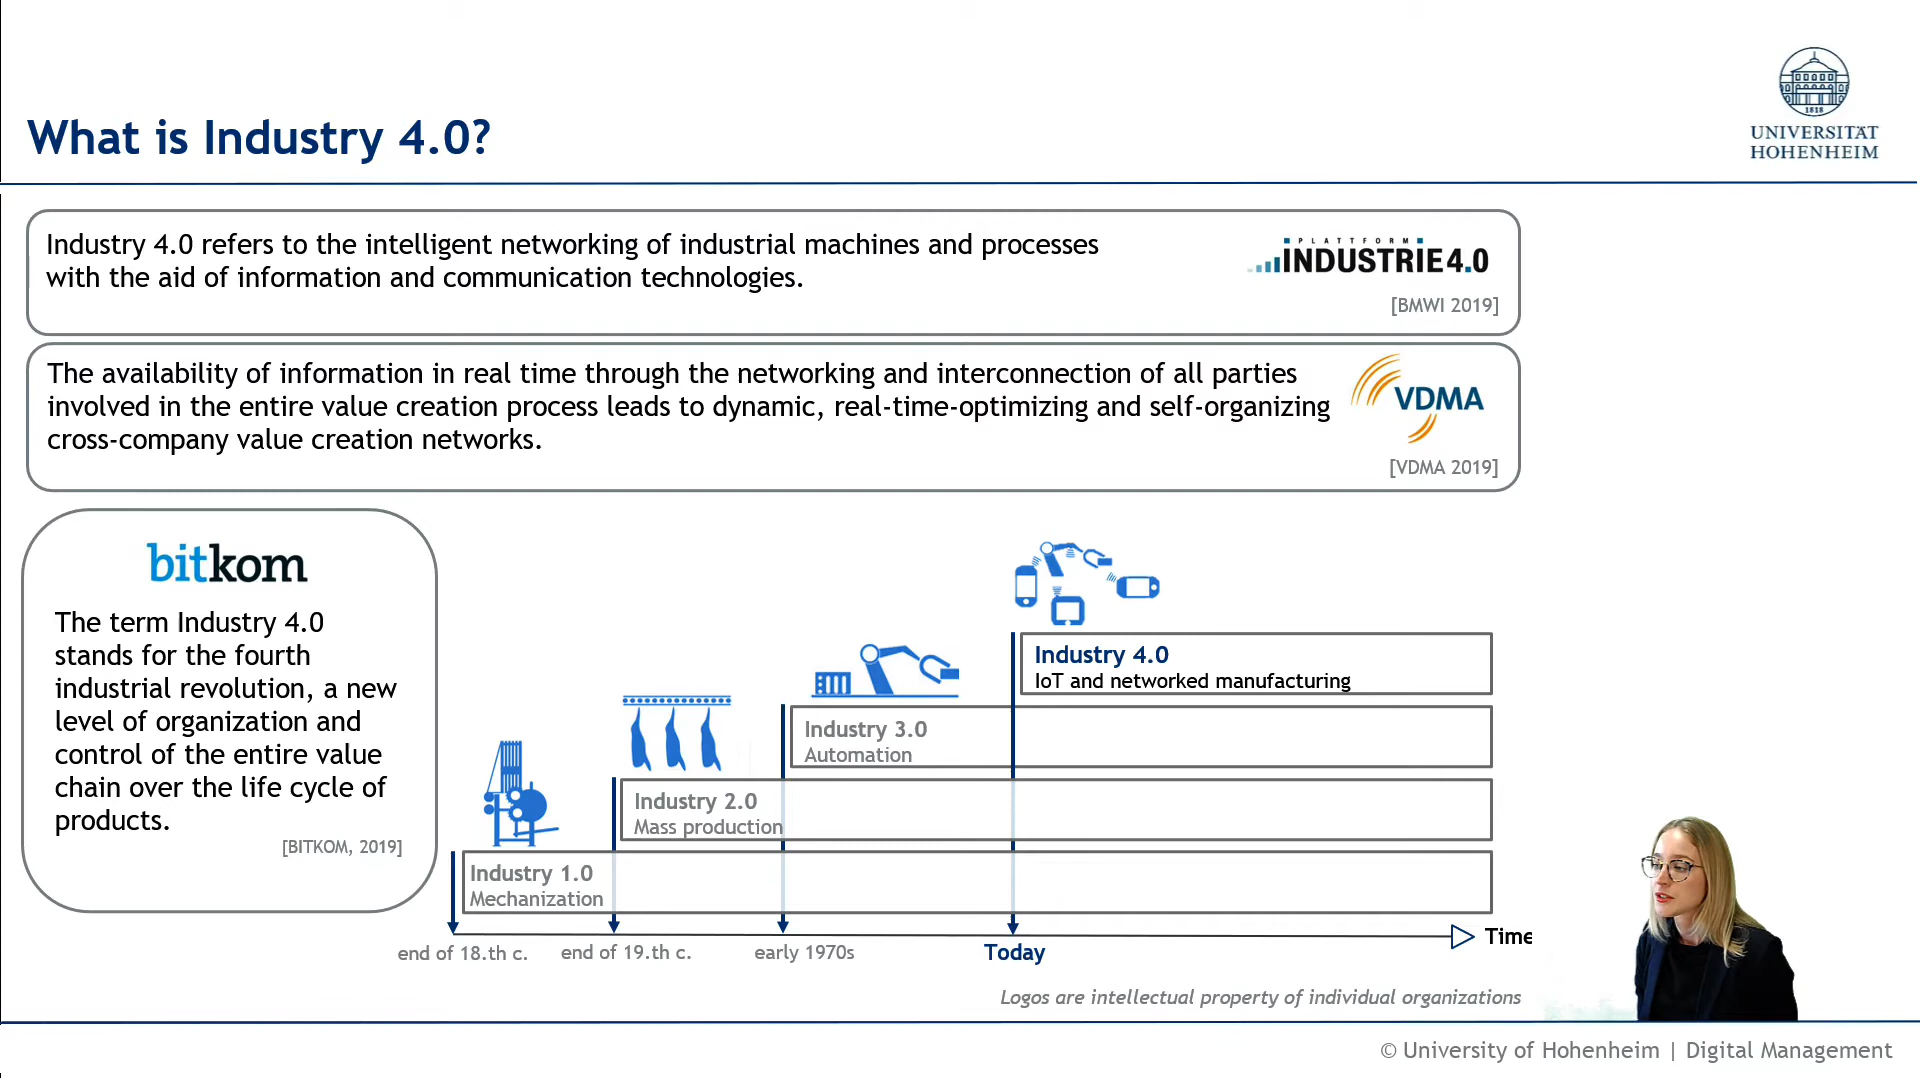 What is Industry 4.0?
1818
UNIVERSITÄT
HOHENHEIM
Industry 4.0 refers to the intelligent networking of industrial machines and processes
with the aid of information and communication technologies.
PLATTFORM
INDUSTRIE4.0
[BMWI 2019]
The availability of information in real time through the networking and interconnection of all parties
involved in the entire value creation process leads to dynamic, real-time-optimizing and self-organizing
cross-company value creation networks.
VDMA
[VDMA 2019]
bitkom
The term Industry 4.0
stands for the fourth
industrial revolution, a new
level of organization and
control of the entire value
chain over the life cycle of
products.
[BITKOM, 2019]
Industry 4.0
IoT and networked manufacturing
Industry 3.0
Automation
Industry 2.0
Mass production
Industry 1.0
Mechanization
Time
end of 18.th c.
end of 19.th c.
early 1970s
Today
Logos are intellectual property of individual organizations
© University of Hohenheim | Digital Management